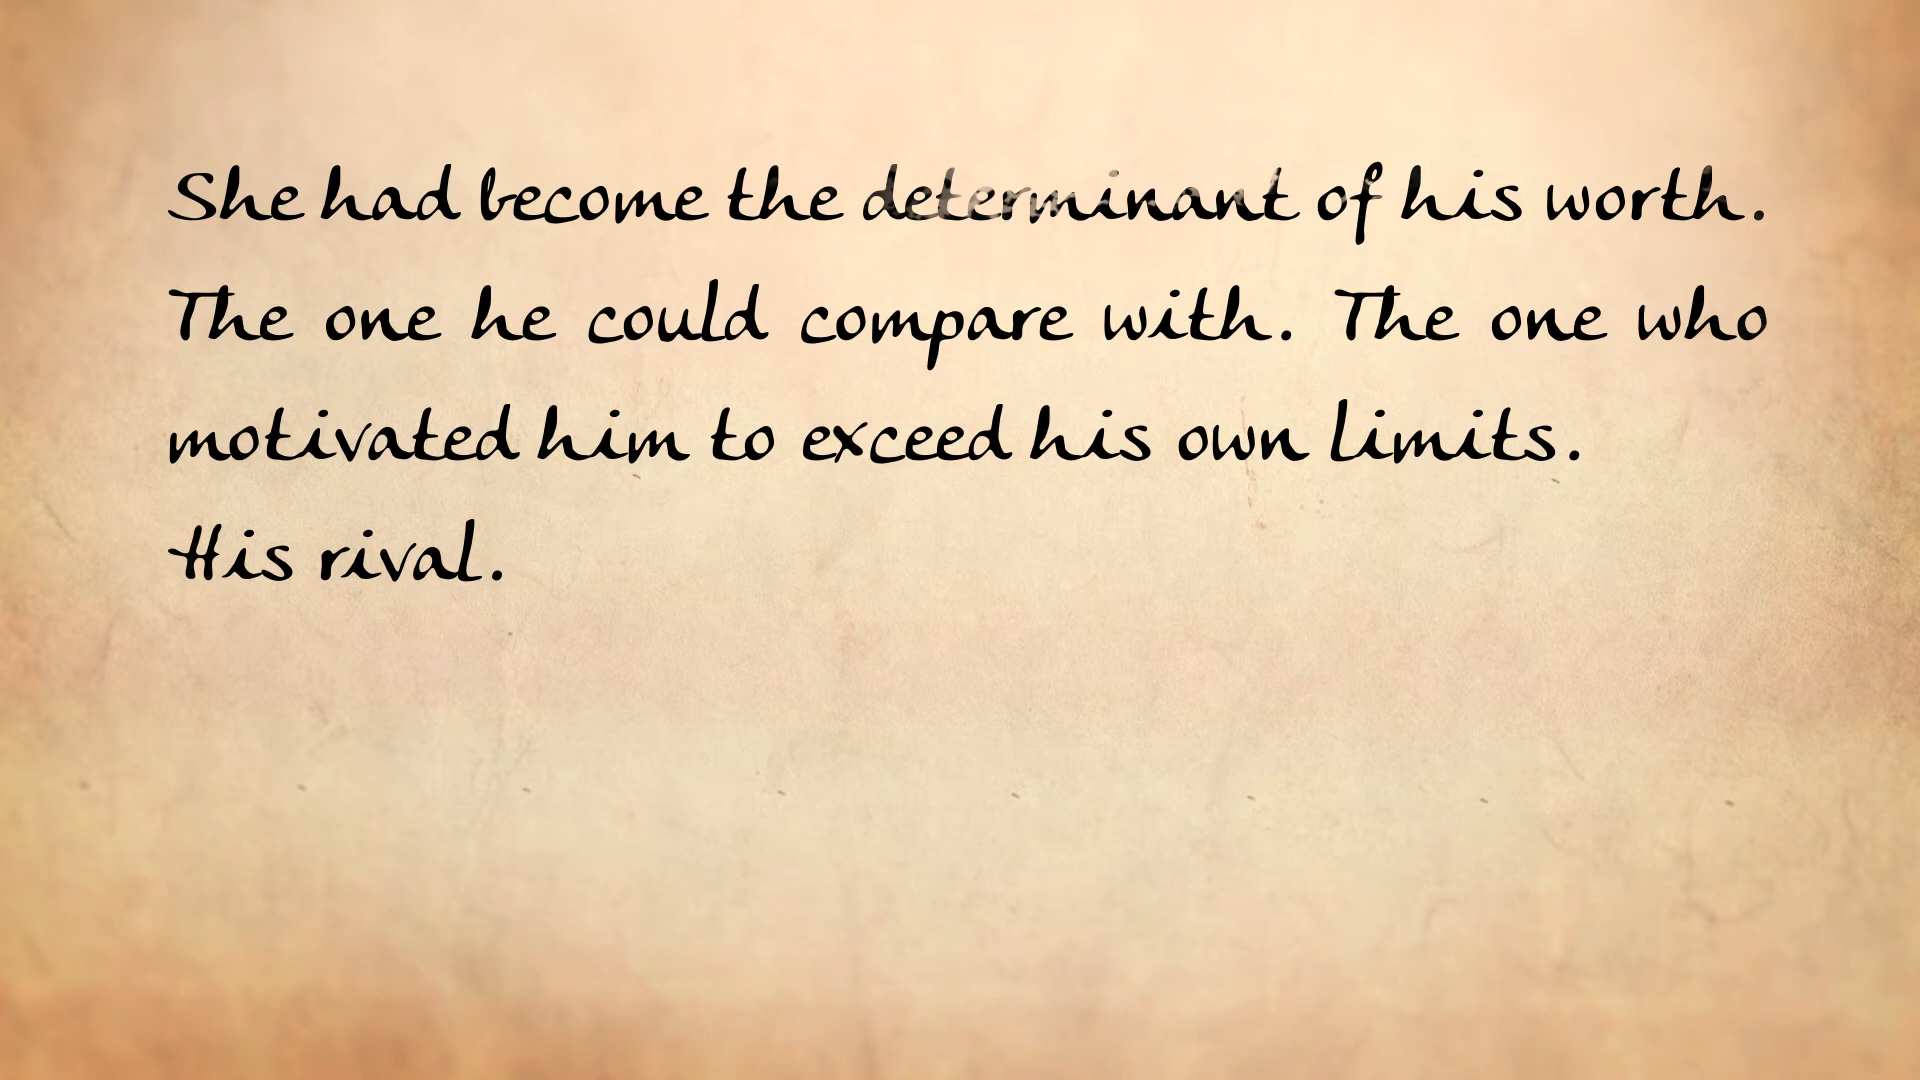 She had become the determinant of his worth.
The one he could compare with. The one who
motivated him to exceed his own limits.
His rival.